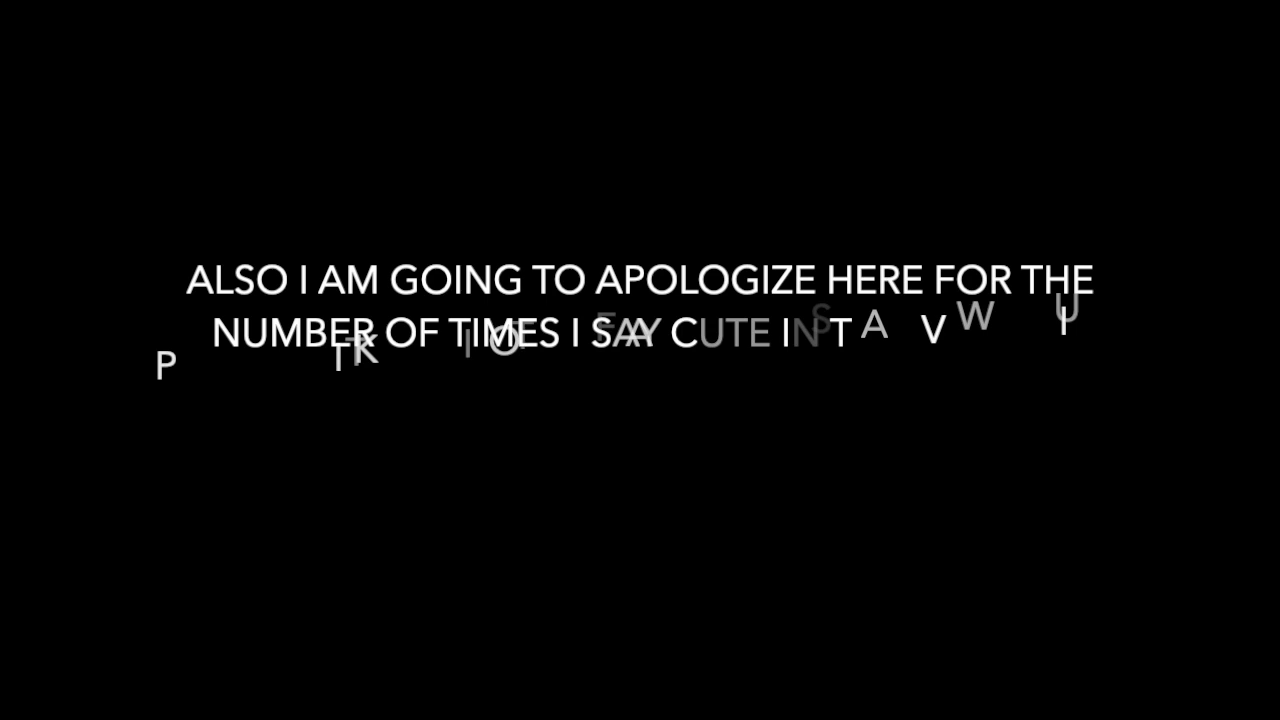 ALSO I AM GOING TO APOLOGIZE HERE FOR THE
NUMBER OF TIMES I SAY CUTE IN T